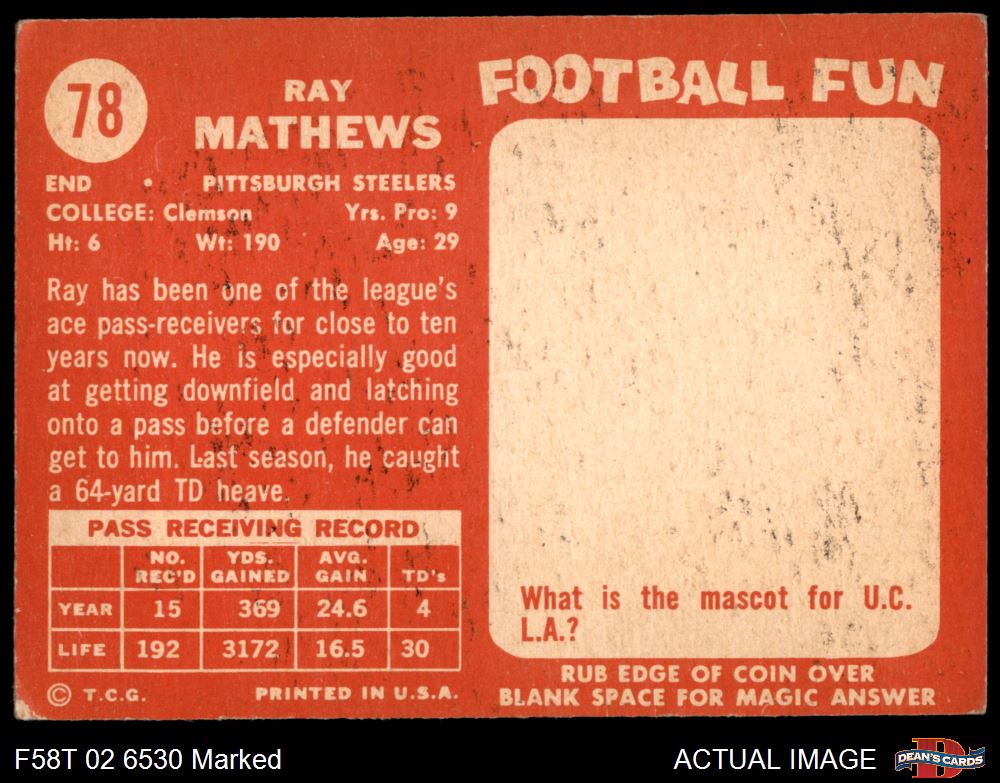 78
RAY
MATHEWS
END • PITTSBURGH STEELERS
COLLEGE: Clemson Yrs. Pro: 9
Ht: 6 Wt: 190 Age: 29
Ray has been one of the league's
ace pass-receivers for close to ten
years now. He is especially good
at getting downfield and latching
onto a pass before a defender can
get to him. Last season, he caught
a 64-yard TD heave.
PASS RECEIVING RECORD
NO. REC'D YDS. GAINED AVG. GAIN TD's
YEAR 15 369 24.6 4
LIFE 192 3172 16.5 30
© T.C.G. PRINTED IN U.S.A.
FOOTBALL FUN
What is the mascot for U.C.
L.A.?
RUB EDGE OF COIN OVER
BLANK SPACE FOR MAGIC ANSWER
F58T 02 6530 Marked
ACTUAL IMAGE
D
DEAN'S CARDS